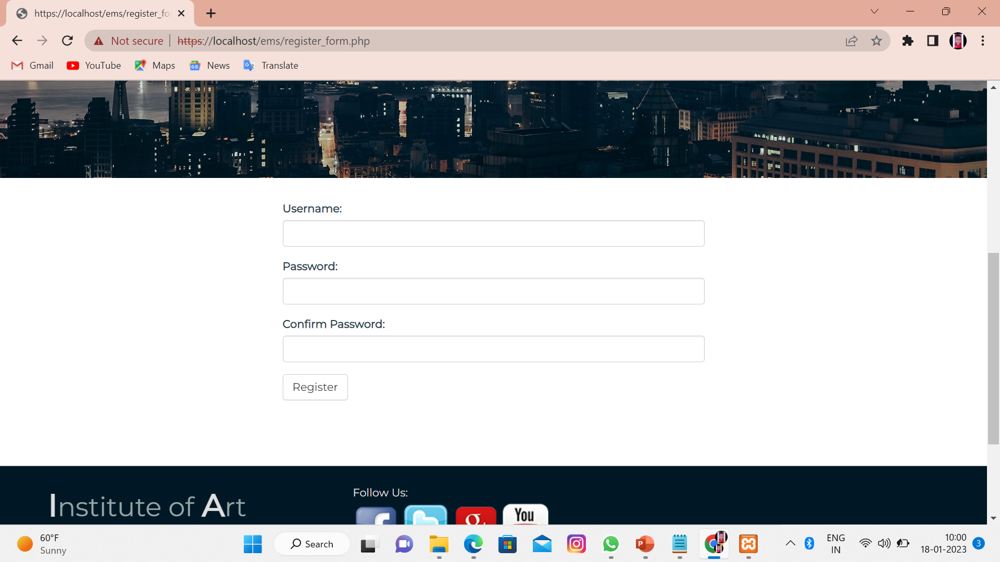 https://localhost/ems/register_fo
Not secure
https://localhost/ems/register_form.php
Gmail
YouTube
Maps
News
Translate
Username:
Password:
Confirm Password:
Register
Institute of Art
Follow Us:
You
60°F
Sunny
Search
ENG
IN
10:00
18-01-2023
3